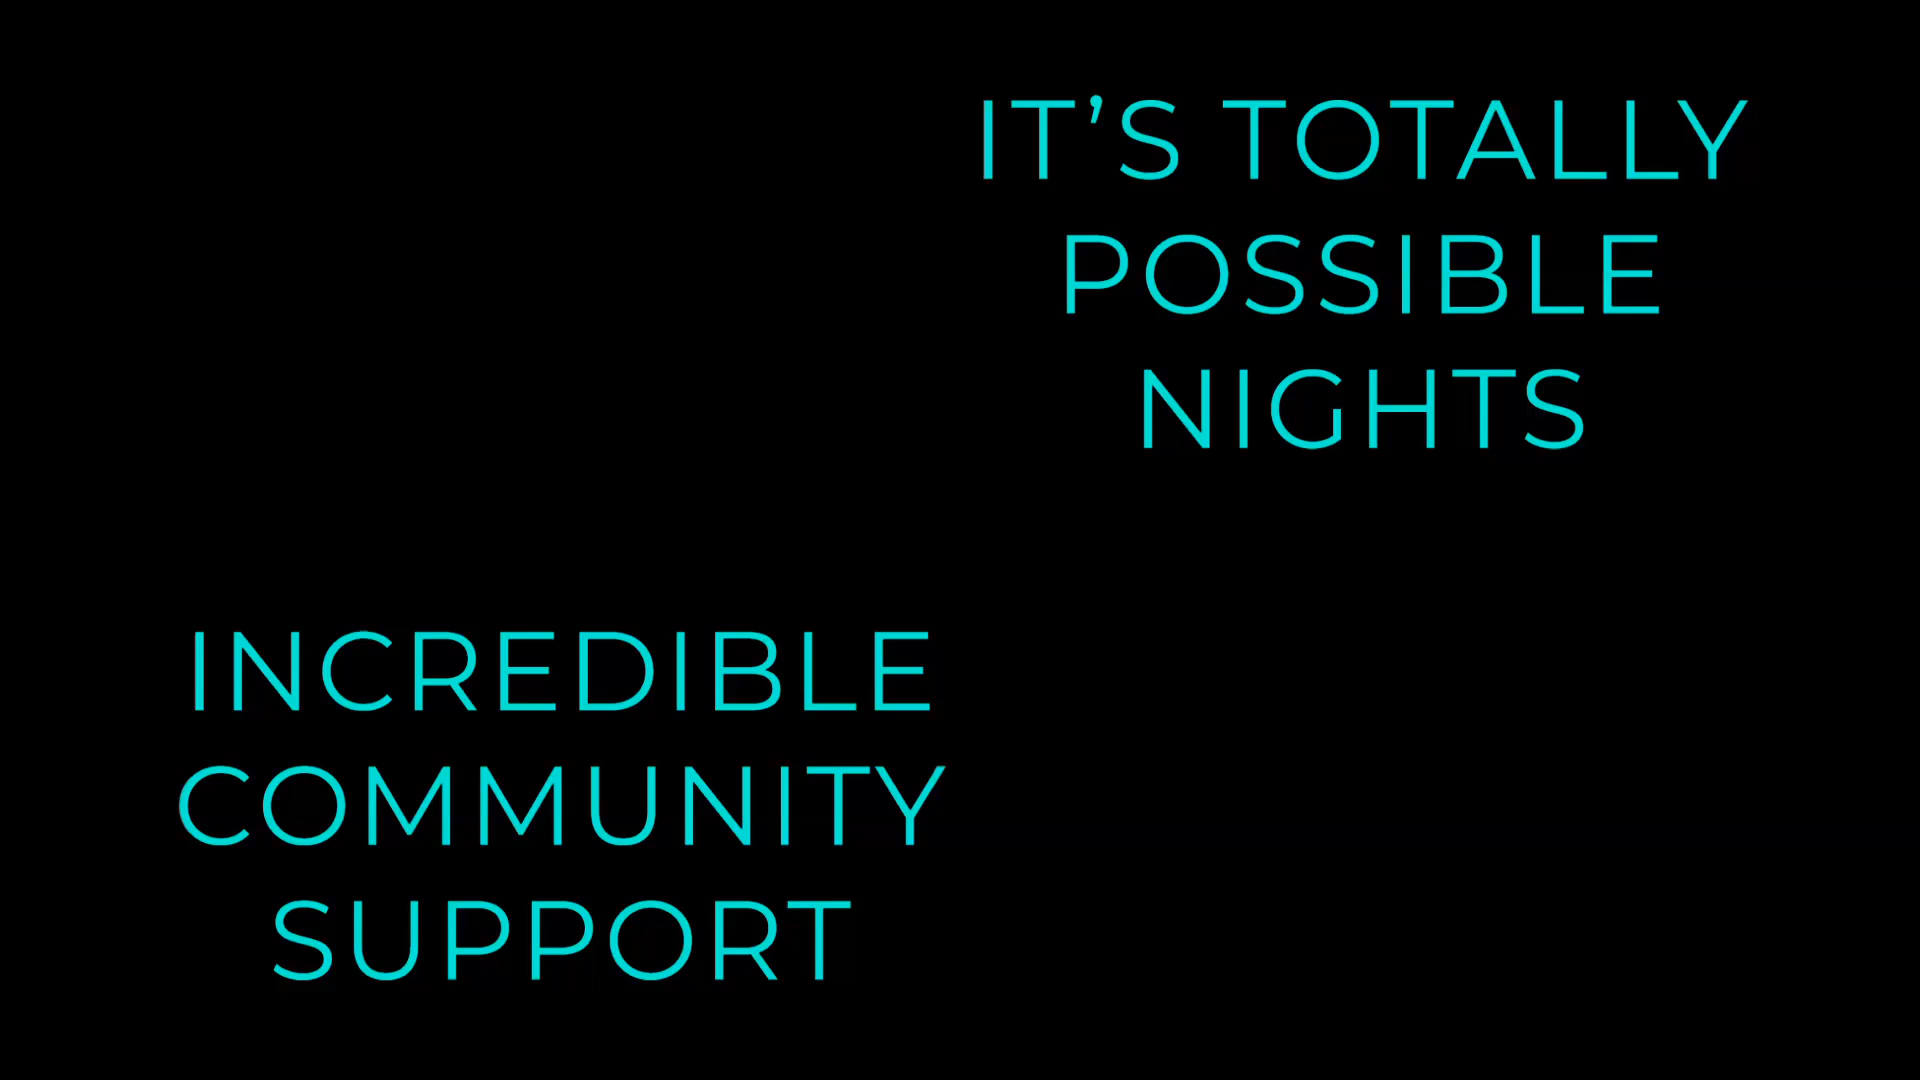 IT’S TOTALLY
POSSIBLE
NIGHTS
INCREDIBLE
COMMUNITY
SUPPORT